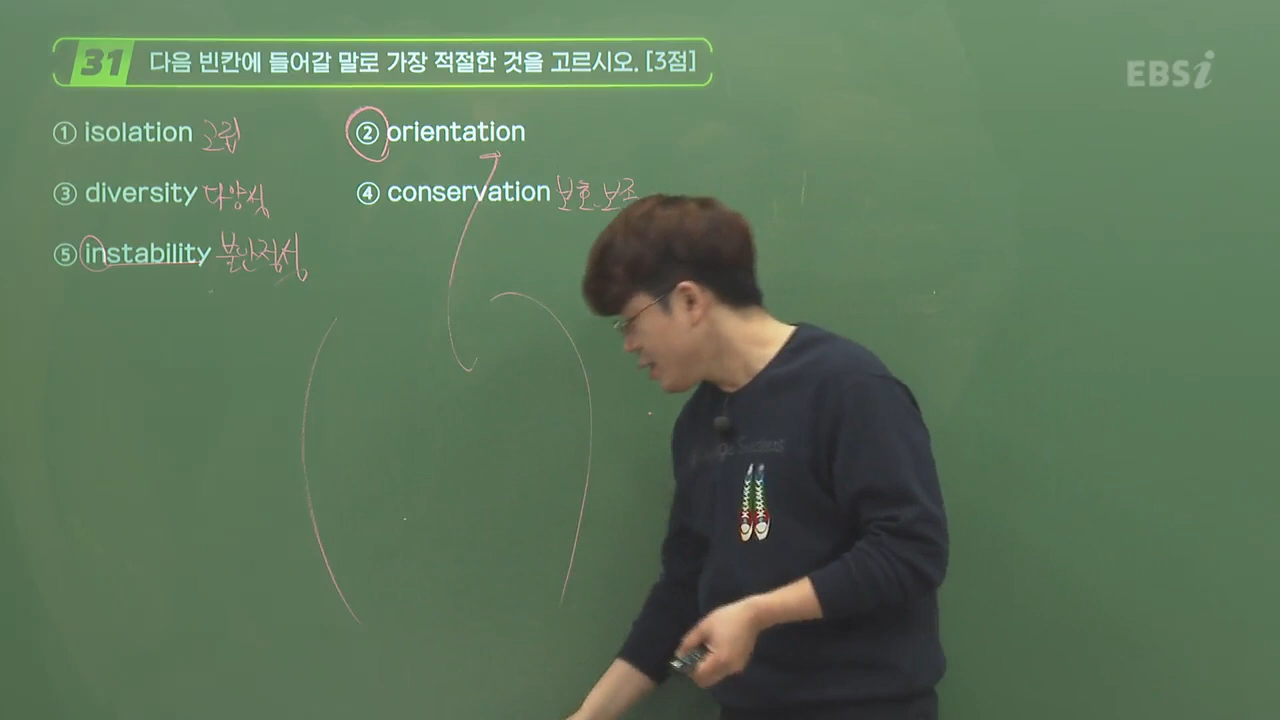 31 다음 빈칸에 들어갈 말로 가장 적절한 것을 고르시오. [3점]
EBSi
① isolation 고립 ② orientation
③ diversity 다양성 ④ conservation 보호, 보존
⑤ instability 불안정성